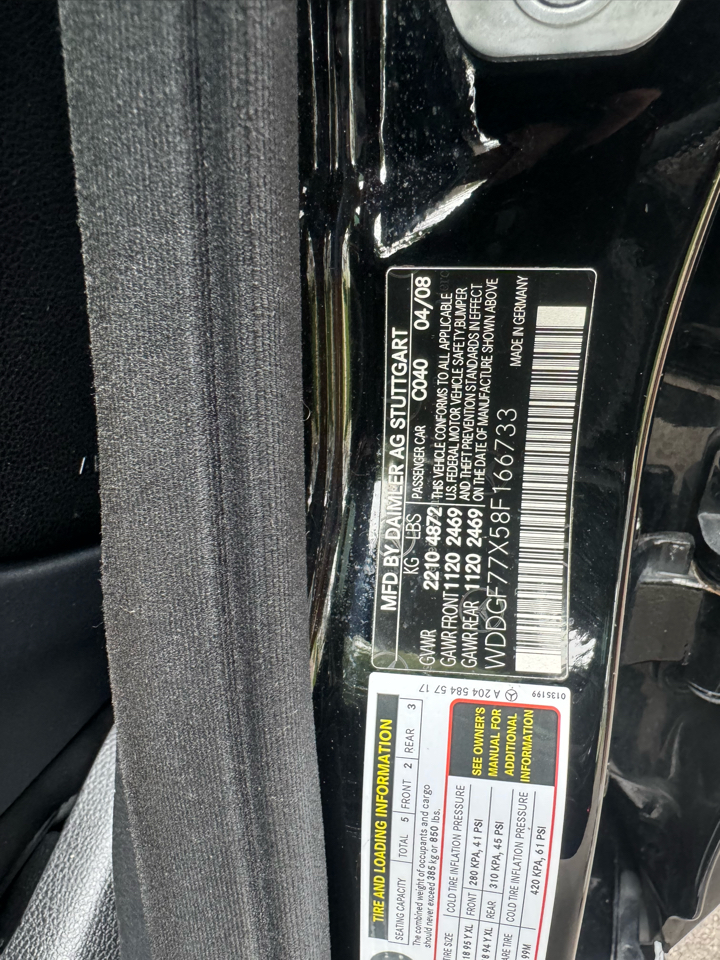 MFD BY DAIMLER AG STUTTGART
KG LBS PASSENGER CAR C040 04/08
GVWR 2210 4872 THIS VEHICLE CONFORMS TO ALL APPLICABLE
GAWR FRONT 1120 2469 U.S. FEDERAL MOTOR VEHICLE SAFETY, BUMPER
GAWR REAR 1120 2469 AND THEFT PREVENTION STANDARDS IN EFFECT
ON THE DATE OF MANUFACTURE SHOWN ABOVE
WDDGF77X58F166733 MADE IN GERMANY
TIRE AND LOADING INFORMATION
SEATING CAPACITY TOTAL 5 FRONT 2 REAR 3
The combined weight of occupants and cargo
should never exceed 385 kg or 850 lbs.
A 204 584 57 17
0135199
COLD TIRE INFLATION PRESSURE
95 Y XL FRONT 280 KPA, 41 PSI
94 Y XL REAR 310 KPA, 45 PSI
COLD TIRE INFLATION PRESSURE
99M 420 KPA, 61 PSI
SEE OWNER'S
MANUAL FOR
ADDITIONAL
INFORMATION